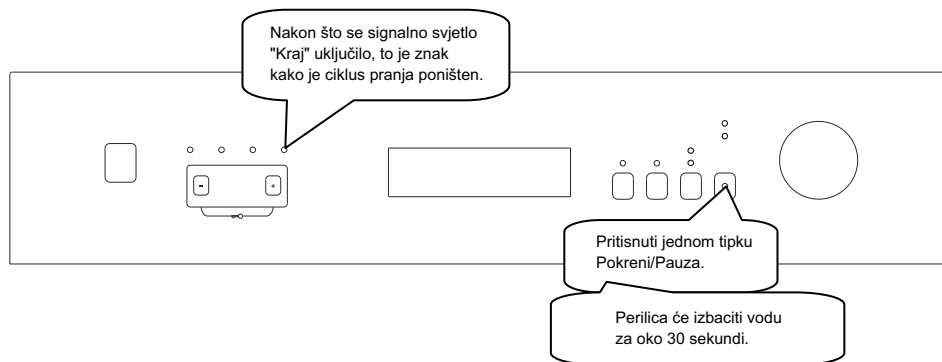 Nakon što se signalno svjetlo
"Kraj" uključilo, to je znak
kako je ciklus pranja poništen.
- +
Pritisnuti jednom tipku
Pokreni/Pauza.
Perilica će izbaciti vodu
za oko 30 sekundi.